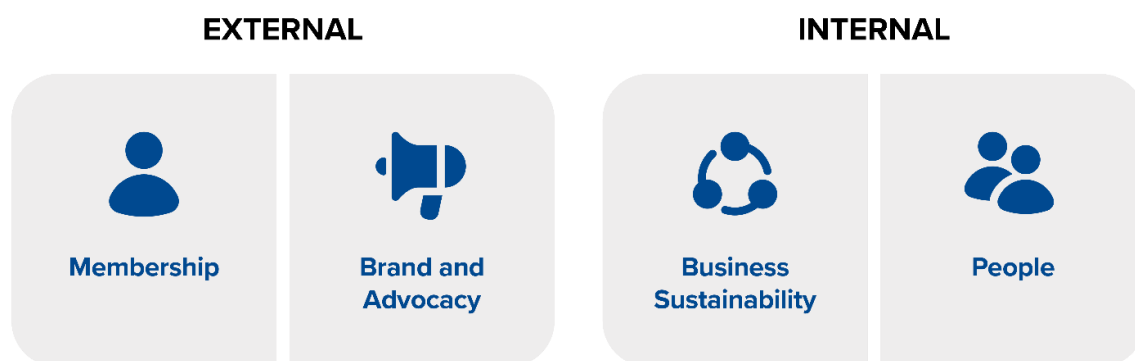 EXTERNAL
Membership
Brand and
Advocacy
INTERNAL
Business
Sustainability
People